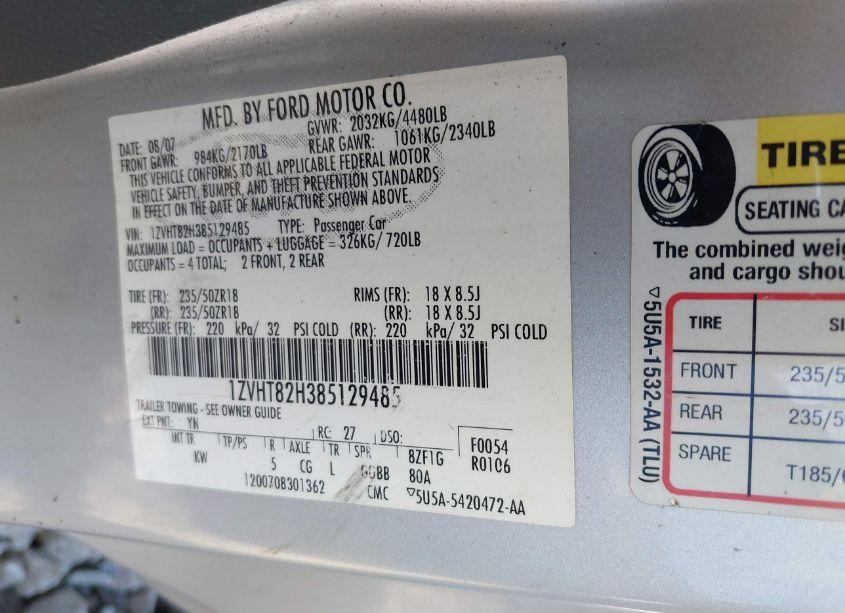 MFD. BY FORD MOTOR CO.
DATE: 08/07 GVWR: 2032KG/4480LB
FRONT GAWR: 984KG/2170LB REAR GAWR: 1061KG/2340LB
THIS VEHICLE CONFORMS TO ALL APPLICABLE FEDERAL MOTOR
VEHICLE SAFETY, BUMPER, AND THEFT PREVENTION STANDARDS
IN EFFECT ON THE DATE OF MANUFACTURE SHOWN ABOVE.
VIN: 1ZVHT82H385129485 TYPE: Passenger Car
MAXIMUM LOAD = OCCUPANTS + LUGGAGE = 326KG/720LB
OCCUPANTS = 4 TOTAL; 2 FRONT, 2 REAR
TIRE (FR): 235/50ZR18 RIMS (FR): 18 X 8.5J
(RR): 235/50ZR18 (RR): 18 X 8.5J
PRESSURE (FR): 220 kPa/ 32 PSI COLD (RR): 220 kPa/ 32 PSI COLD
1ZVHT82H385129485
TRAILER TOWING - SEE OWNER GUIDE
EXT PNT: YN RC: 27 DSO: F0054
INT TR TP/PS R AXLE TR SPR 8ZF1G R0106
KW 5 CG L GGBB 80A
1200708301362 CMC ▽5U5A-5420472-AA
TIRE
SEATING CA
The combined weig
and cargo shou
▽5U5A-1532-AA (TLU)
TIRE SI
FRONT 235/5
REAR 235/5
SPARE T185/6